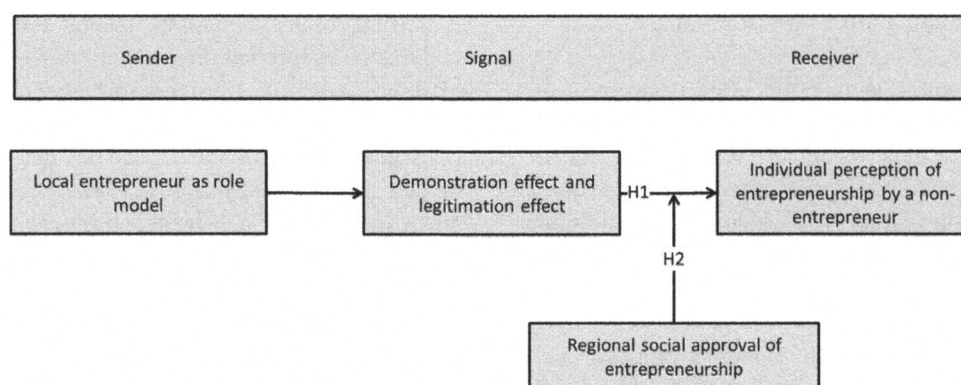 Sender Signal Receiver
Local entrepreneur as role
model
Demonstration effect and
legitimation effect
H1
Individual perception of
entrepreneurship by a non-
entrepreneur
H2
Regional social approval of
entrepreneurship